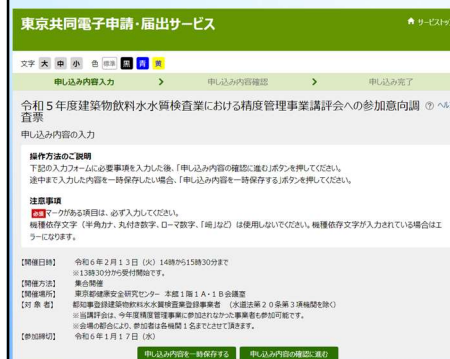 東京共同電子申請・届出サービス
サービストッ
文字 大 中 小 色 標準 黒 青 黄
申し込み内容入力 > 申し込み内容確認 > 申し込み完了
令和5年度建築物飲料水水質検査業における精度管理事業講評会への参加意向調
査票
ヘル
申し込み内容の入力
操作方法のご説明
下記の入力フォームに必要事項を入力した後、「申し込み内容の確認に進む」ボタンを押してください。
途中まで入力した内容を一時保存したい場合、「申し込み内容を一時保存する」ボタンを押してください。
注意事項
必須マークがある項目は、必ず入力してください。
機種依存文字（半角カナ、丸付き数字、ローマ数字、「﨑」など）は使用しないでください。機種依存文字が入力されている場合はエ
ラーになります。
【開催日時】 令和6年2月13日（火）14時から15時30分まで
※13時30分から受付開始です。
【開催方法】 集合開催
【開催場所】 東京都健康安全研究センター 本館1階1A・1B会議室
【対 象 者】 都知事登録建築物飲料水水質検査業登録事業者 （水道法第20条第3項機関を除く）
※当講評会は、今年度精度管理事業に参加されなかった事業者も参加可能です。
※会場の都合により、参加者は各機関1名までとさせて頂きます。
【参加締切】 令和6年1月17日（水）
申し込み内容を一時保存する 申し込み内容の確認に進む